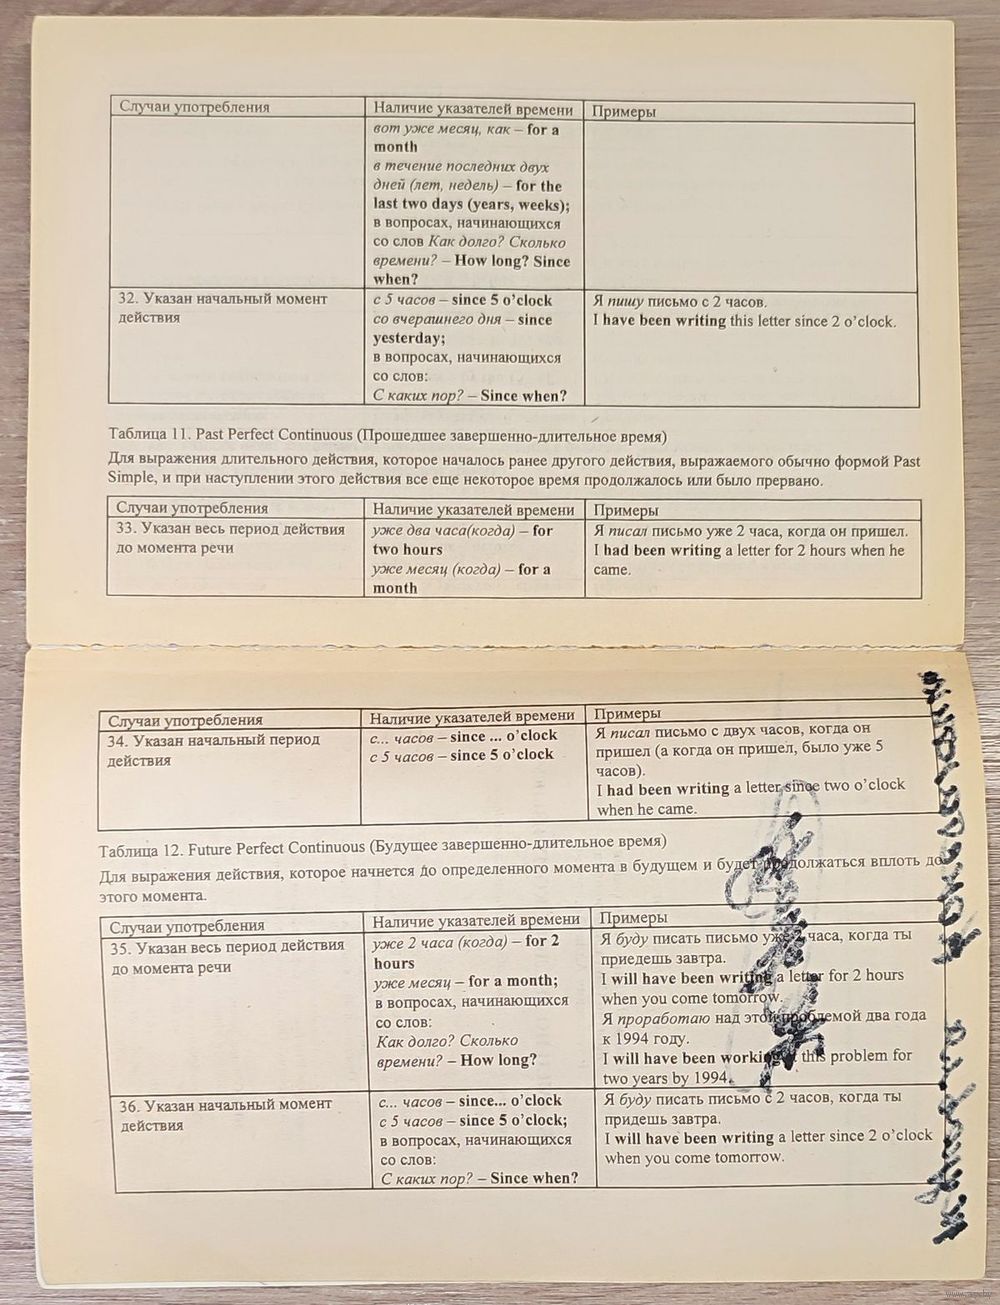 Случаи употребления
Наличие указателей времени
Примеры
вот уже месяц, как – for a
month
в течение последних двух
дней (лет, недель) – for the
last two days (years, weeks);
в вопросах, начинающихся
со слов Как долго? Сколько
времени? – How long? Since
when?
32. Указан начальный момент
действия
с 5 часов – since 5 o’clock
со вчерашнего дня – since
yesterday;
в вопросах, начинающихся
со слов:
С каких пор? – Since when?
Я пишу письмо с 2 часов.
I have been writing this letter since 2 o’clock.
Таблица 11. Past Perfect Continuous (Прошедшее завершенно-длительное время)
Для выражения длительного действия, которое началось ранее другого действия, выражаемого обычно формой Past
Simple, и при наступлении этого действия все еще некоторое время продолжалось или было прервано.
Случаи употребления
Наличие указателей времени
Примеры
33. Указан весь период действия
до момента речи
уже два часа(когда) – for
two hours
уже месяц (когда) – for a
month
Я писал письмо уже 2 часа, когда он пришел.
I had been writing a letter for 2 hours when he
came.
Случаи употребления
Наличие указателей времени
Примеры
34. Указан начальный период
действия
с... часов – since ... o’clock
с 5 часов – since 5 o’clock
Я писал письмо с двух часов, когда он
пришел (а когда он пришел, было уже 5
часов).
I had been writing a letter since two o’clock
when he came.
Таблица 12. Future Perfect Continuous (Будущее завершенно-длительное время)
Для выражения действия, которое начнется до определенного момента в будущем и будет продолжаться вплоть до
этого момента.
Случаи употребления
Наличие указателей времени
Примеры
35. Указан весь период действия
до момента речи
уже 2 часа (когда) – for 2
hours
уже месяц – for a month;
в вопросах, начинающихся
со слов:
Как долго? Сколько
времени? – How long?
Я буду писать письмо уже 2 часа, когда ты
приедешь завтра.
I will have been writing a letter for 2 hours
when you come tomorrow.
Я проработаю над этой проблемой два года
к 1994 году.
I will have been working this problem for
two years by 1994.
36. Указан начальный момент
действия
с... часов – since... o’clock
с 5 часов – since 5 o’clock;
в вопросах, начинающихся
со слов:
С каких пор? – Since when?
Я буду писать письмо с 2 часов, когда ты
придешь завтра.
I will have been writing a letter since 2 o’clock
when you come tomorrow.